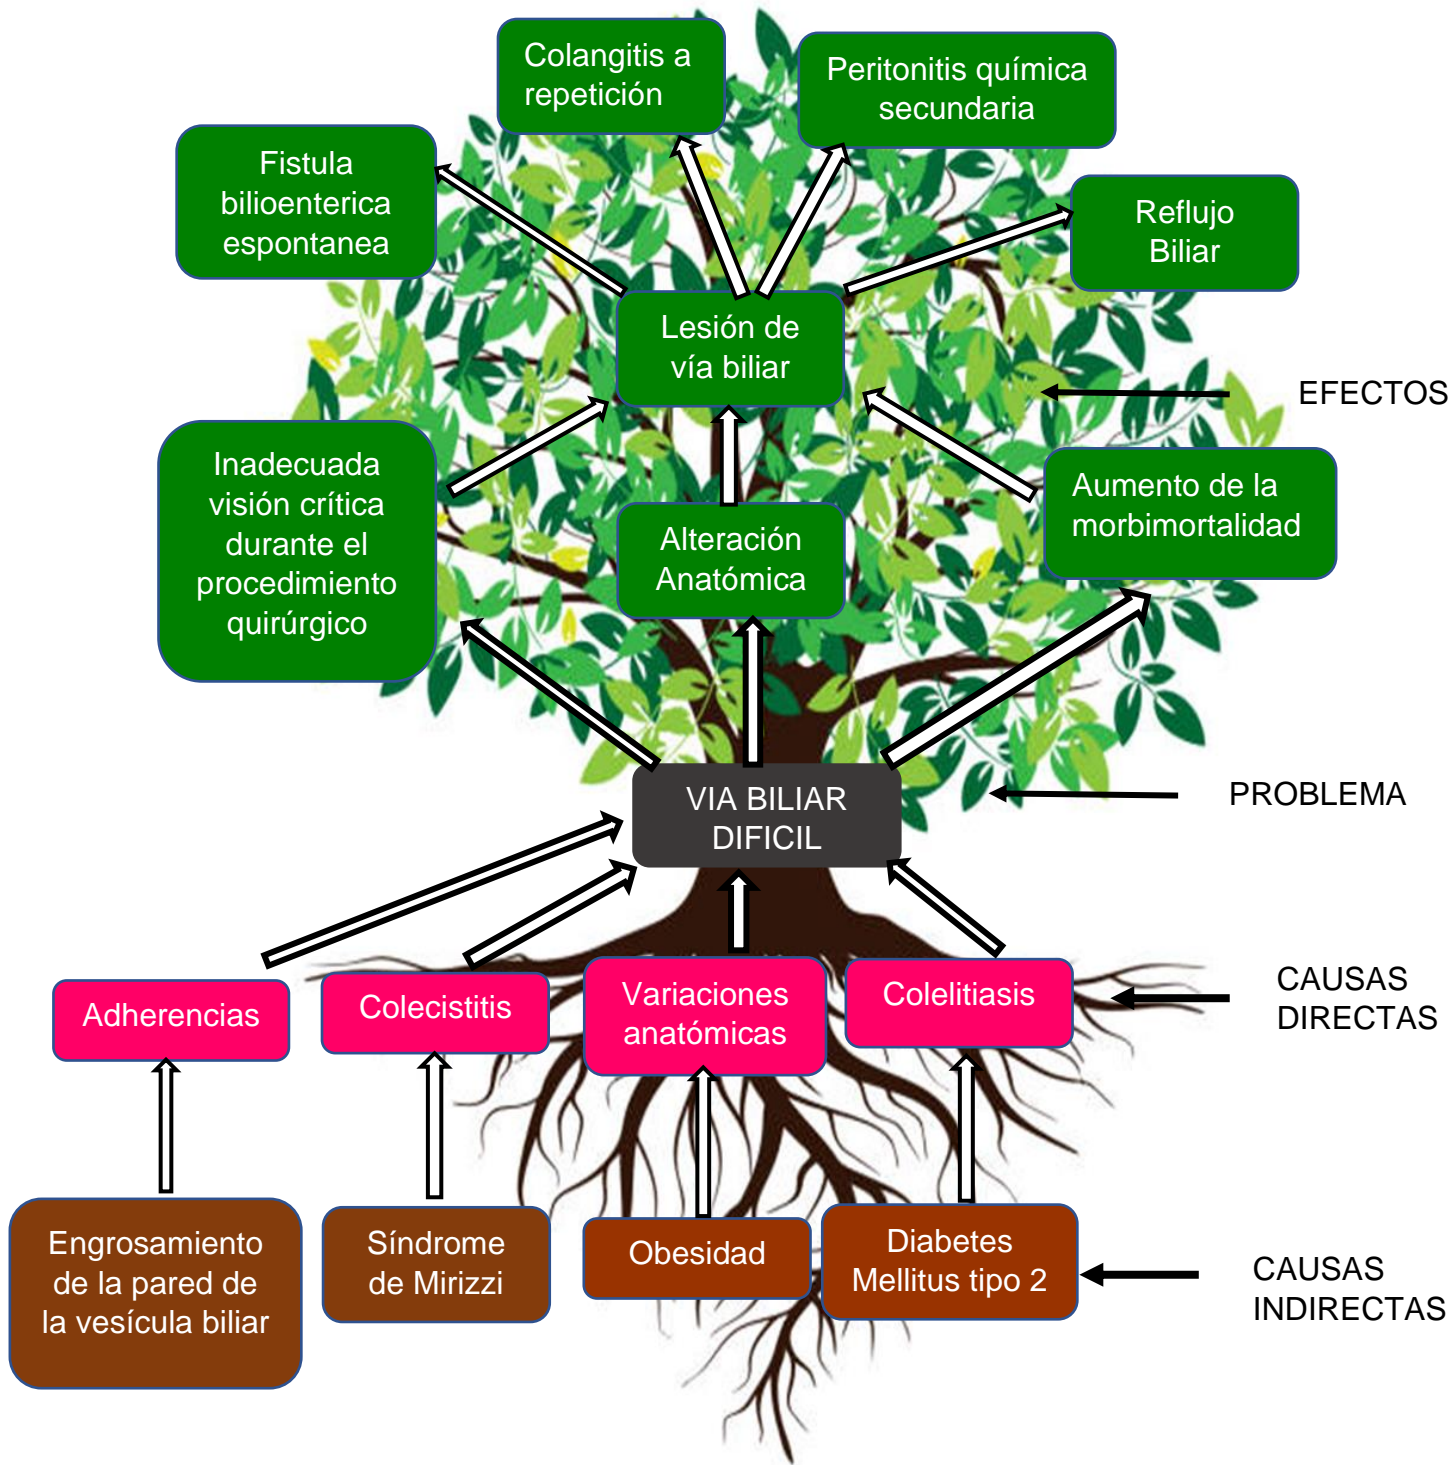 Colangitis a
repetición
Peritonitis química
secundaria
Fistula
bilioenterica
espontanea
Reflujo
Biliar
Lesión de
vía biliar
EFECTOS
Inadecuada
visión crítica
durante el
procedimiento
quirúrgico
Alteración
Anatómica
Aumento de la
morbimortalidad
VIA BILIAR
DIFICIL
PROBLEMA
Adherencias
Colecistitis
Variaciones
anatómicas
Colelitiasis
CAUSAS
DIRECTAS
Engrosamiento
de la pared de
la vesícula biliar
Síndrome
de Mirizzi
Obesidad
Diabetes
Mellitus tipo 2
CAUSAS
INDIRECTAS